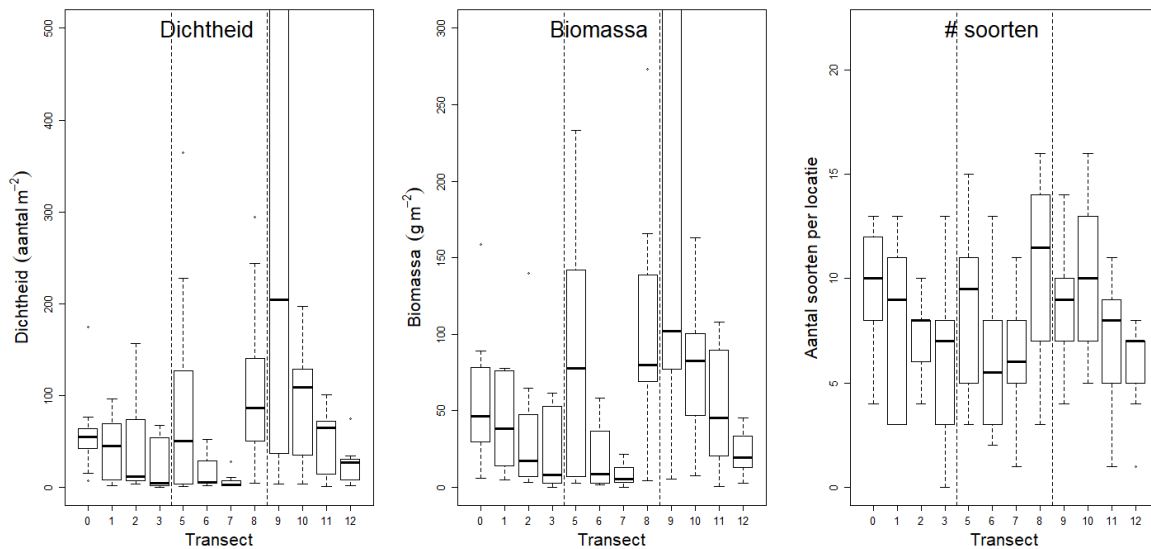 Dichtheid
Dichtheid (aantal m⁻²)
500
400
300
200
100
0
0 1 2 3 5 6 7 8 9 10 11 12
Transect
Biomassa
Biomassa (g m⁻²)
300
250
200
150
100
50
0
0 1 2 3 5 6 7 8 9 10 11 12
Transect
# soorten
Aantal soorten per locatie
20
15
10
5
0
0 1 2 3 5 6 7 8 9 10 11 12
Transect